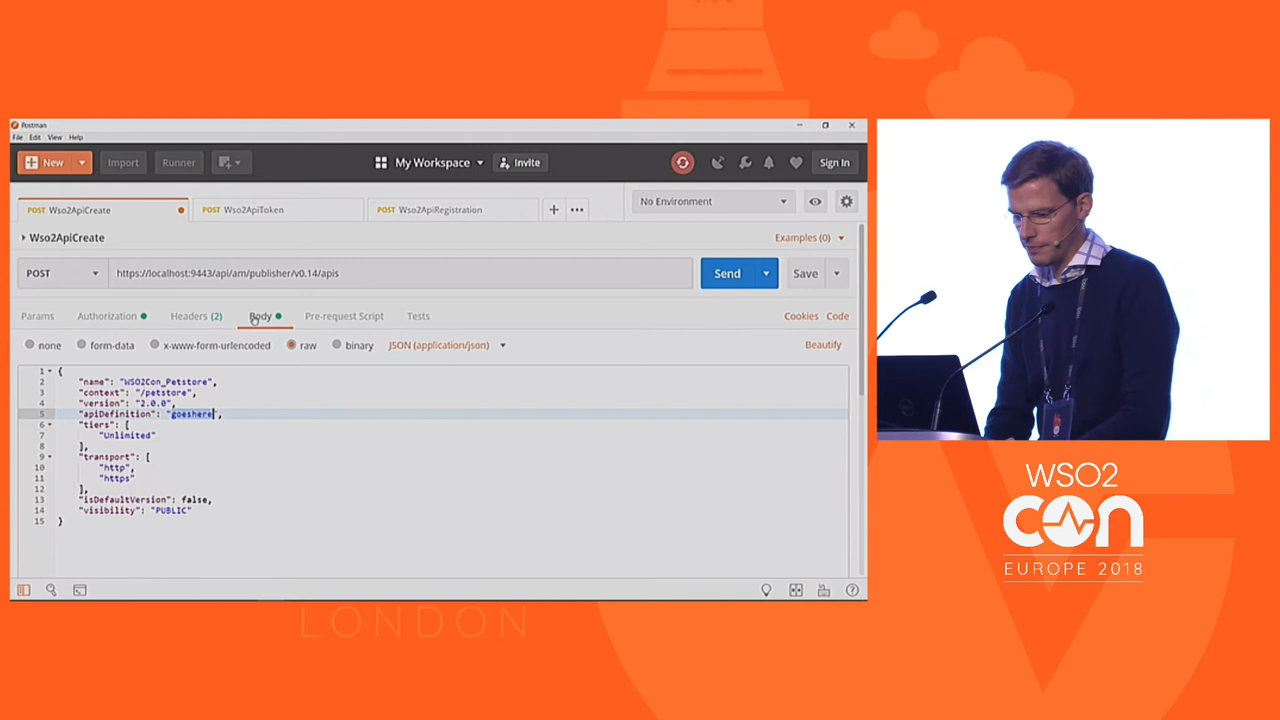 Postman
File Edit View Help
New Import Runner My Workspace Invite Sign In
POST Wso2ApiCreate POST Wso2ApiToken POST Wso2ApiRegistration No Environment
Wso2ApiCreate Examples (0)
POST https://localhost:9443/api/am/publisher/v0.14/apis Send Save
Params Authorization Headers (2) Body Pre-request Script Tests Cookies Code
none form-data x-www-form-urlencoded raw binary JSON (application/json) Beautify
1 {
2 "name": "WSO2Con_Petstore",
3 "context": "/petstore",
4 "version": "2.0.0",
5 "apiDefinition": "goeshere",
6 "tiers": [
7 "Unlimited"
8 ],
9 "transport": [
10 "http",
11 "https"
12 ],
13 "isDefaultVersion": false,
14 "visibility": "PUBLIC"
15 }
WSO2
con
EUROPE 2018
LONDON